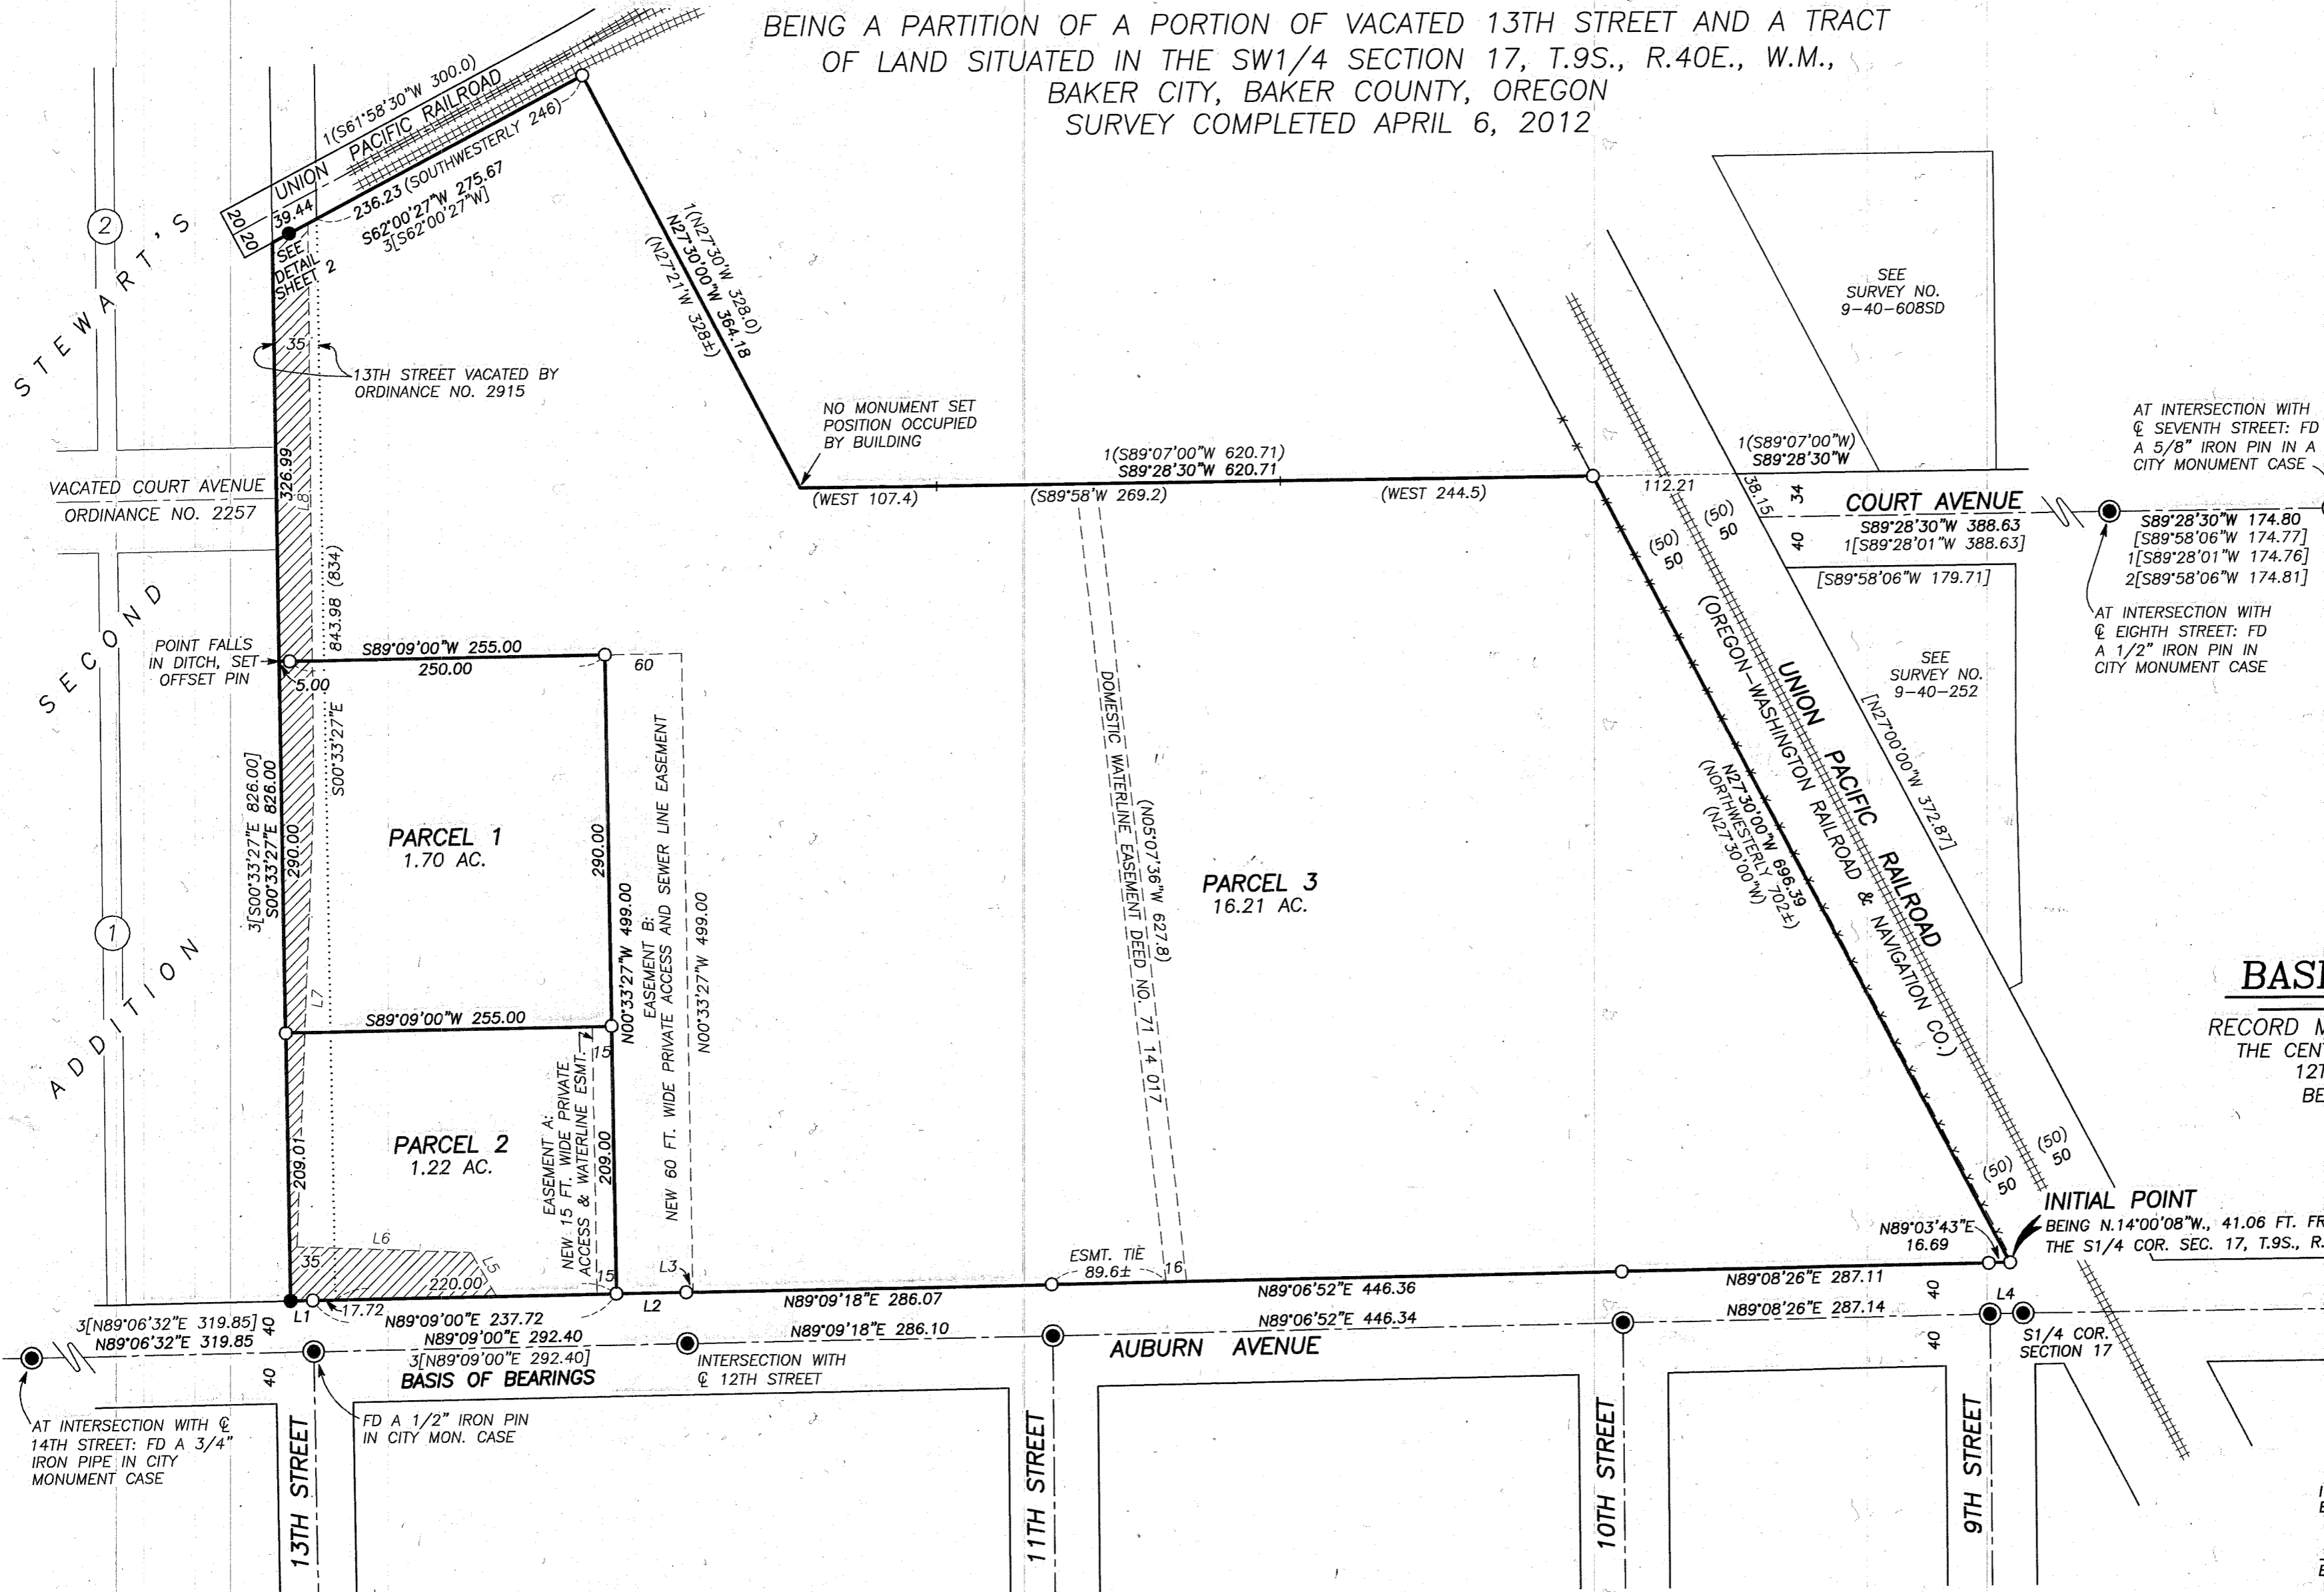 BEING A PARTITION OF A PORTION OF VACATED 13TH STREET AND A TRACT
OF LAND SITUATED IN THE SW1/4 SECTION 17, T.9S., R.40E., W.M.,
BAKER CITY, BAKER COUNTY, OREGON
SURVEY COMPLETED APRIL 6, 2012
1(S61°58'30"W 300.0)
UNION PACIFIC RAILROAD
20
20
39.44
236.23 (SOUTHWESTERLY 246)
S62°00'27"W 275.67
3[S62°00'27"W]
SEE
DETAIL
SHEET 2
1(N27°30'W 328.0)
N27°30'00"W 364.18
(N27°21'W 328±)
2
STEWART'S
SECOND
ADDITION
1
35
13TH STREET VACATED BY
ORDINANCE NO. 2915
NO MONUMENT SET
POSITION OCCUPIED
BY BUILDING
1(S89°07'00"W 620.71)
S89°28'30"W 620.71
(WEST 107.4)
(S89°58'W 269.2)
(WEST 244.5)
SEE
SURVEY NO.
9-40-608SD
1(S89°07'00"W)
S89°28'30"W
112.21
38.15
34
40
COURT AVENUE
S89°28'30"W 388.63
1[S89°28'01"W 388.63]
[S89°58'06"W 179.71]
AT INTERSECTION WITH
℄ SEVENTH STREET: FD
A 5/8" IRON PIN IN A
CITY MONUMENT CASE
S89°28'30"W 174.80
[S89°58'06"W 174.77]
1[S89°28'01"W 174.76]
2[S89°58'06"W 174.81]
AT INTERSECTION WITH
℄ EIGHTH STREET: FD
A 1/2" IRON PIN IN
CITY MONUMENT CASE
(50)
50
(50)
50
SEE
SURVEY NO.
9-40-252
[N27°00'00"W 372.87]
UNION PACIFIC RAILROAD
(OREGON-WASHINGTON RAILROAD & NAVIGATION CO.)
N27°30'00"W 696.39
(NORTHWESTERLY 702±)
(N27°30'00"W)
VACATED COURT AVENUE
ORDINANCE NO. 2257
326.99
L8
843.98 (834)
S00°33'27"E
POINT FALLS
IN DITCH, SET
OFFSET PIN
S89°09'00"W 255.00
250.00
5.00
60
3[S00°33'27"E 826.00]
S00°33'27"E 826.00
290.00
PARCEL 1
1.70 AC.
290.00
N00°33'27"W 499.00
EASEMENT B:
NEW 60 FT. WIDE PRIVATE ACCESS AND SEWER LINE EASEMENT
N00°33'27"W 499.00
L7
S89°09'00"W 255.00
DOMESTIC WATERLINE EASEMENT DEED NO. 71 14 017
(N05°07'36"W 627.8)
PARCEL 3
16.21 AC.
BAS
RECORD M
THE CEN
12T
BE
PARCEL 2
1.22 AC.
209.01
EASEMENT A:
NEW 15 FT. WIDE PRIVATE
ACCESS & WATERLINE ESMT.
15
209.00
15
35
L6
L5
220.00
L3
ESMT. TIE
89.6±
16
(50)
50
(50)
50
INITIAL POINT
BEING N.14°00'08"W., 41.06 FT. FR
THE S1/4 COR. SEC. 17, T.9S., R.
N89°03'43"E
16.69
L1
17.72
N89°09'00"E 237.72
L2
N89°09'18"E 286.07
N89°06'52"E 446.36
N89°08'26"E 287.11
40
L4
3[N89°06'32"E 319.85]
N89°06'32"E 319.85
40
40
N89°09'00"E 292.40
3[N89°09'00"E 292.40]
BASIS OF BEARINGS
N89°09'18"E 286.10
INTERSECTION WITH
℄ 12TH STREET
AUBURN AVENUE
N89°06'52"E 446.34
N89°08'26"E 287.14
40
S1/4 COR.
SECTION 17
AT INTERSECTION WITH ℄
14TH STREET: FD A 3/4"
IRON PIPE IN CITY
MONUMENT CASE
FD A 1/2" IRON PIN
IN CITY MON. CASE
13TH STREET
11TH STREET
10TH STREET
9TH STREET